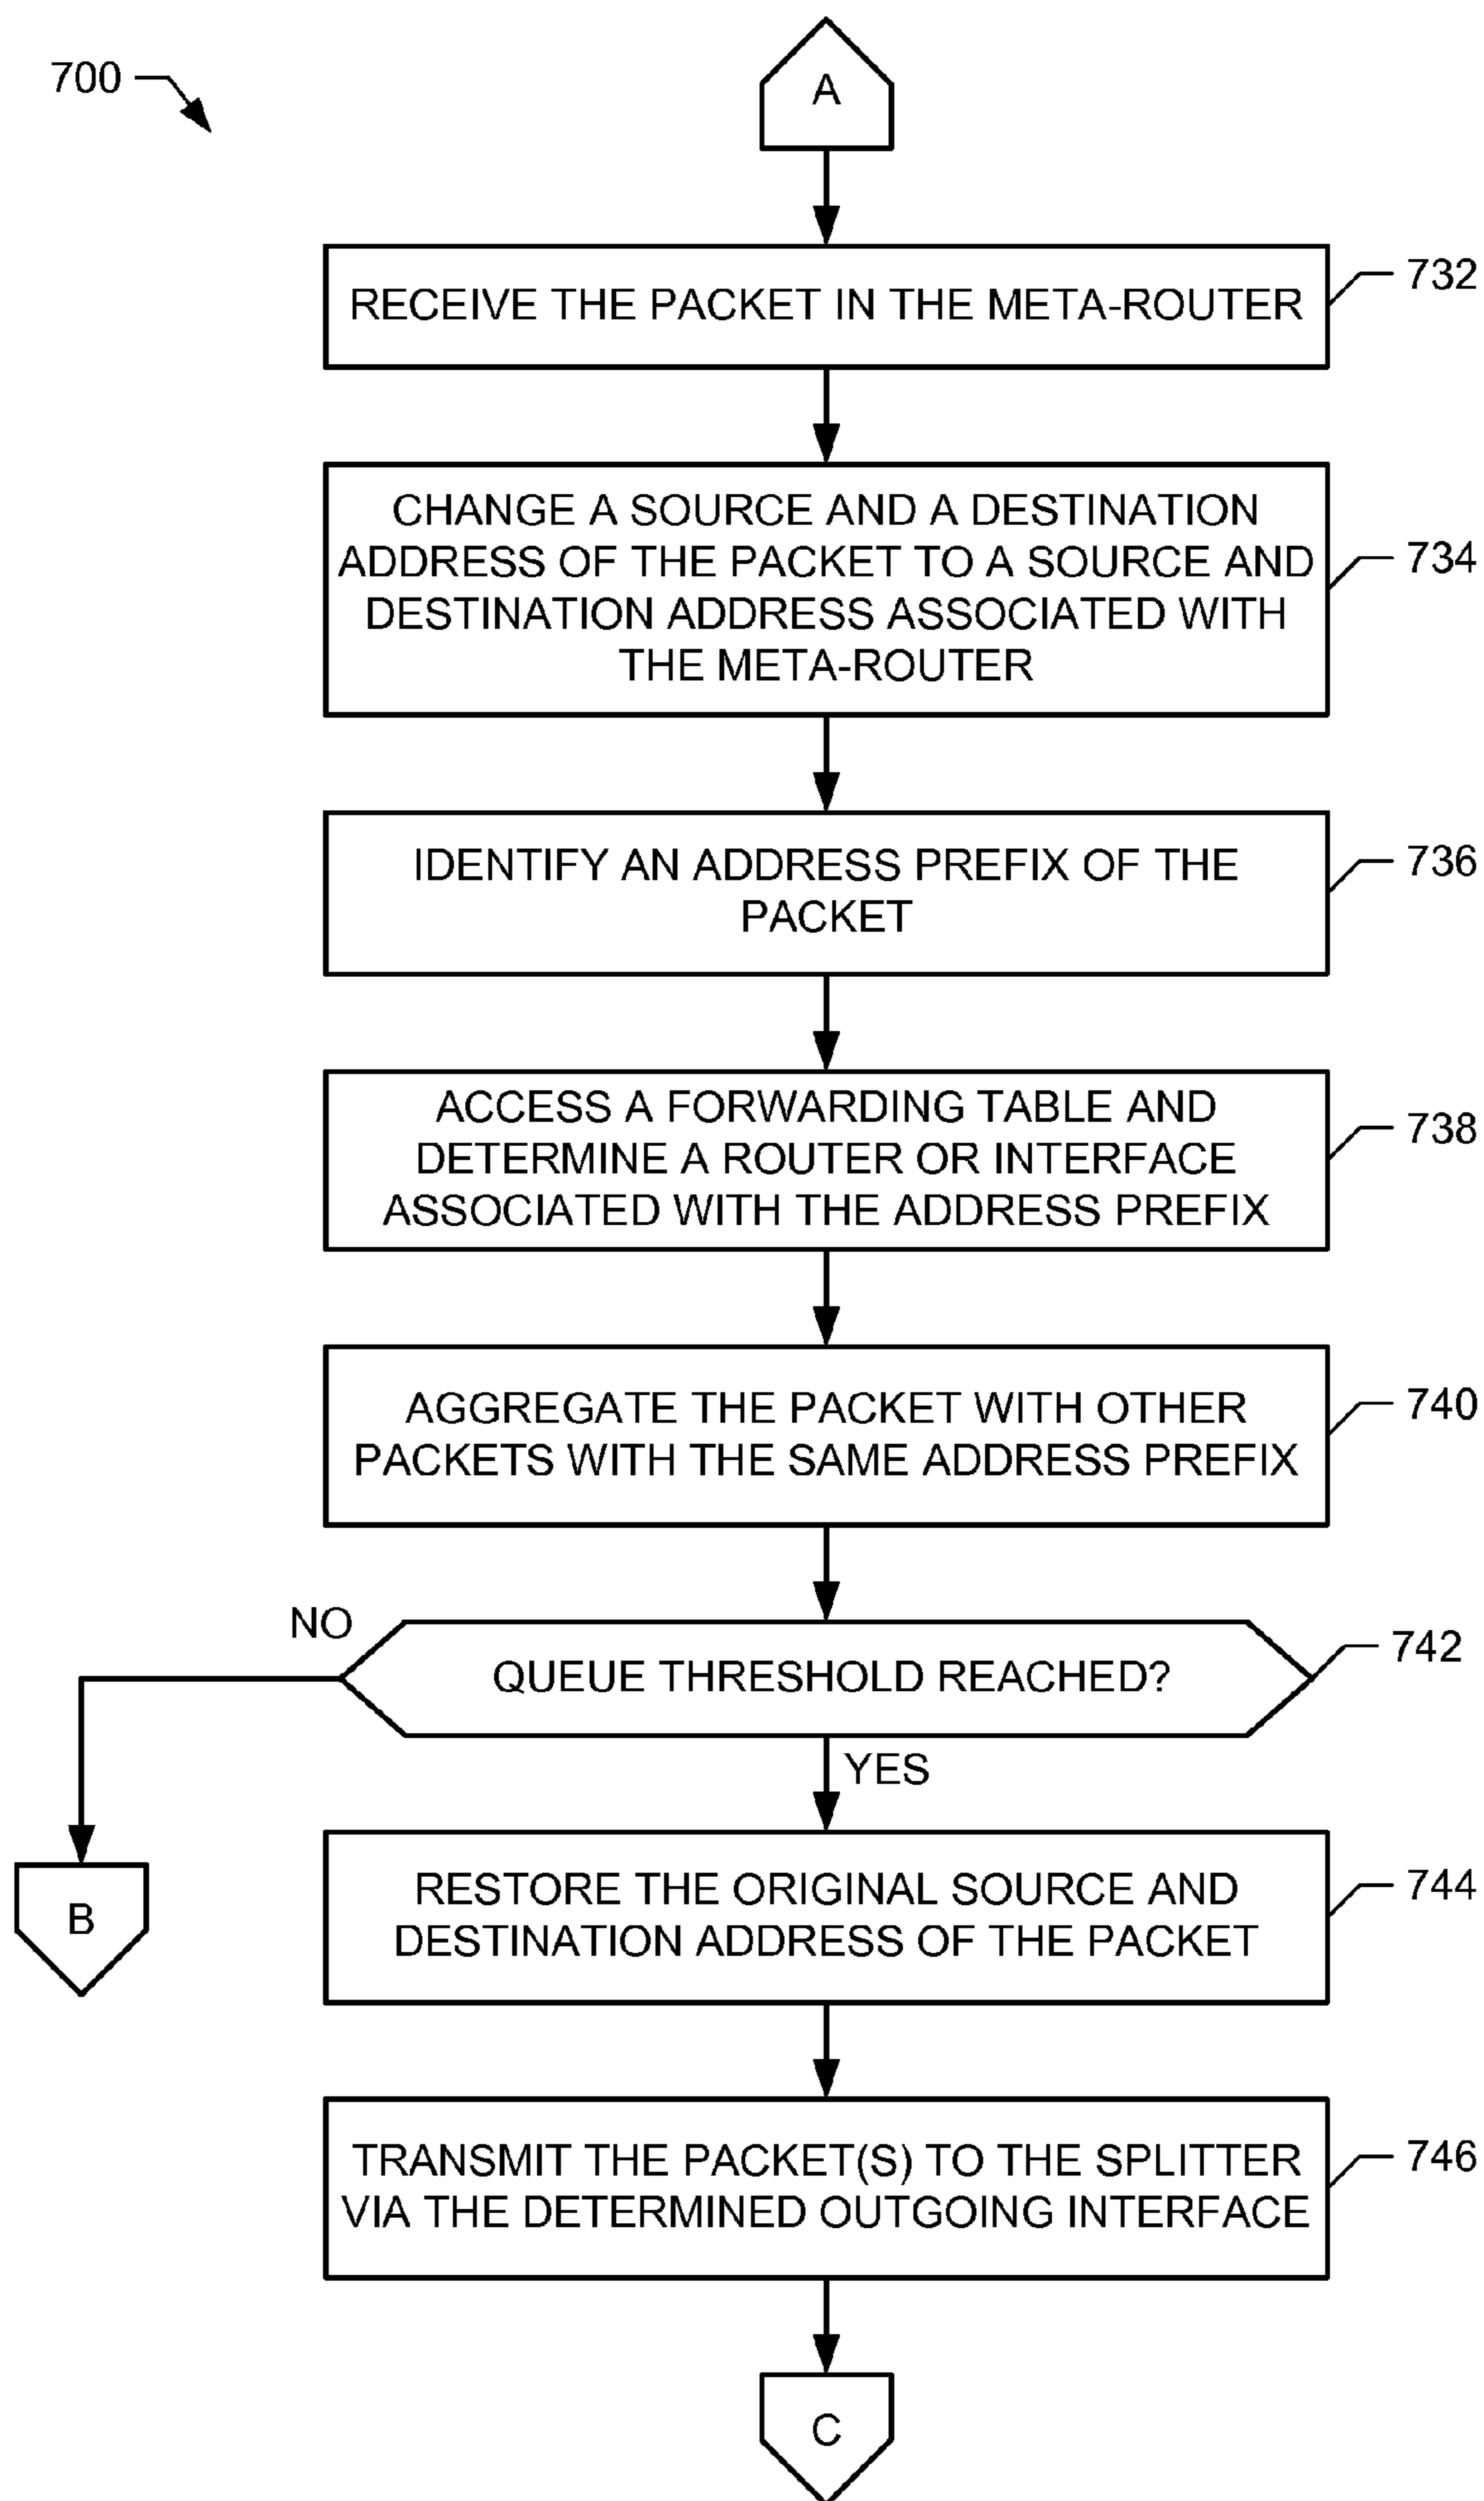 700
A
RECEIVE THE PACKET IN THE META-ROUTER
732
CHANGE A SOURCE AND A DESTINATION
ADDRESS OF THE PACKET TO A SOURCE AND
DESTINATION ADDRESS ASSOCIATED WITH
THE META-ROUTER
734
IDENTIFY AN ADDRESS PREFIX OF THE
PACKET
736
ACCESS A FORWARDING TABLE AND
DETERMINE A ROUTER OR INTERFACE
ASSOCIATED WITH THE ADDRESS PREFIX
738
AGGREGATE THE PACKET WITH OTHER
PACKETS WITH THE SAME ADDRESS PREFIX
740
NO
QUEUE THRESHOLD REACHED?
742
YES
B
RESTORE THE ORIGINAL SOURCE AND
DESTINATION ADDRESS OF THE PACKET
744
TRANSMIT THE PACKET(S) TO THE SPLITTER
VIA THE DETERMINED OUTGOING INTERFACE
746
C